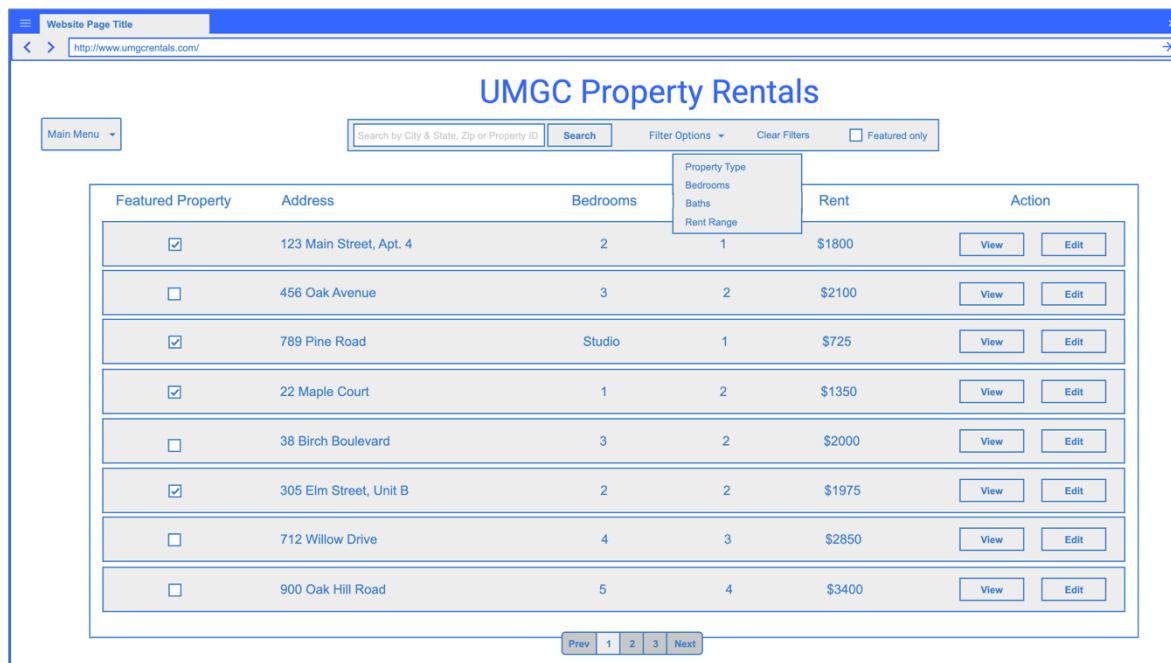 Website Page Title
http://www.umgcrentals.com/
UMGC Property Rentals
Main Menu
Search by City & State, Zip or Property ID Search Filter Options Clear Filters Featured only
Property Type
Bedrooms
Baths
Rent Range
Featured Property Address Bedrooms Rent Action
123 Main Street, Apt. 4 2 1 $1800 View Edit
456 Oak Avenue 3 2 $2100 View Edit
789 Pine Road Studio 1 $725 View Edit
22 Maple Court 1 2 $1350 View Edit
38 Birch Boulevard 3 2 $2000 View Edit
305 Elm Street, Unit B 2 2 $1975 View Edit
712 Willow Drive 4 3 $2850 View Edit
900 Oak Hill Road 5 4 $3400 View Edit
Prev 1 2 3 Next